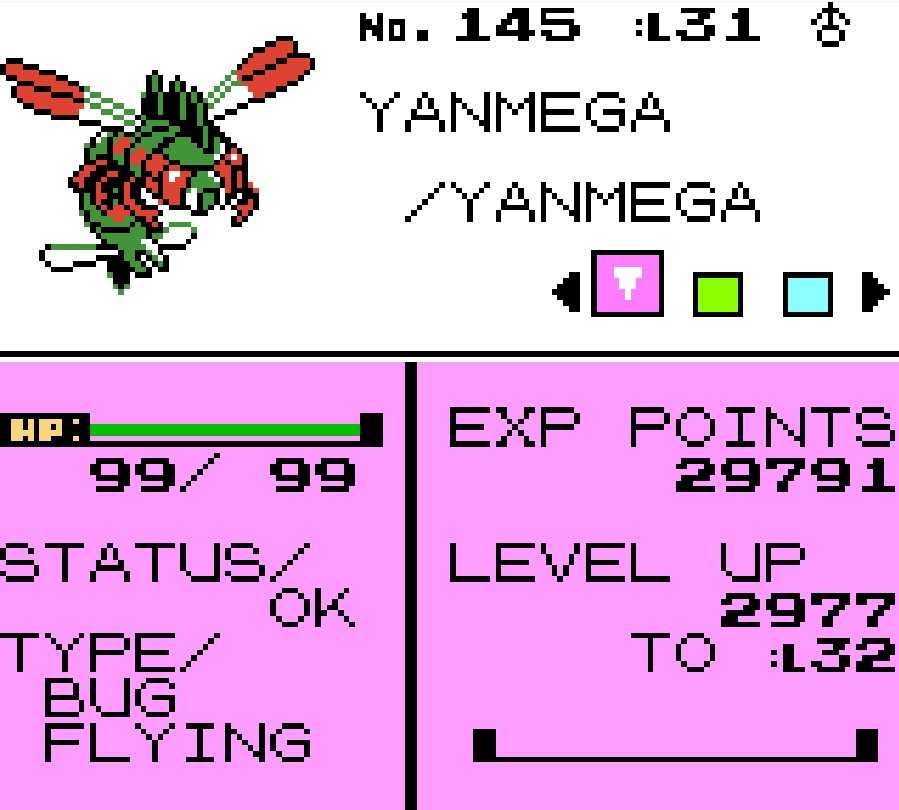 No. 145 :L31 ♂
YANMEGA
/YANMEGA
HP:
99/ 99
STATUS/
OK
TYPE/
BUG
FLYING
EXP POINTS
29791
LEVEL UP
2977
TO :L32